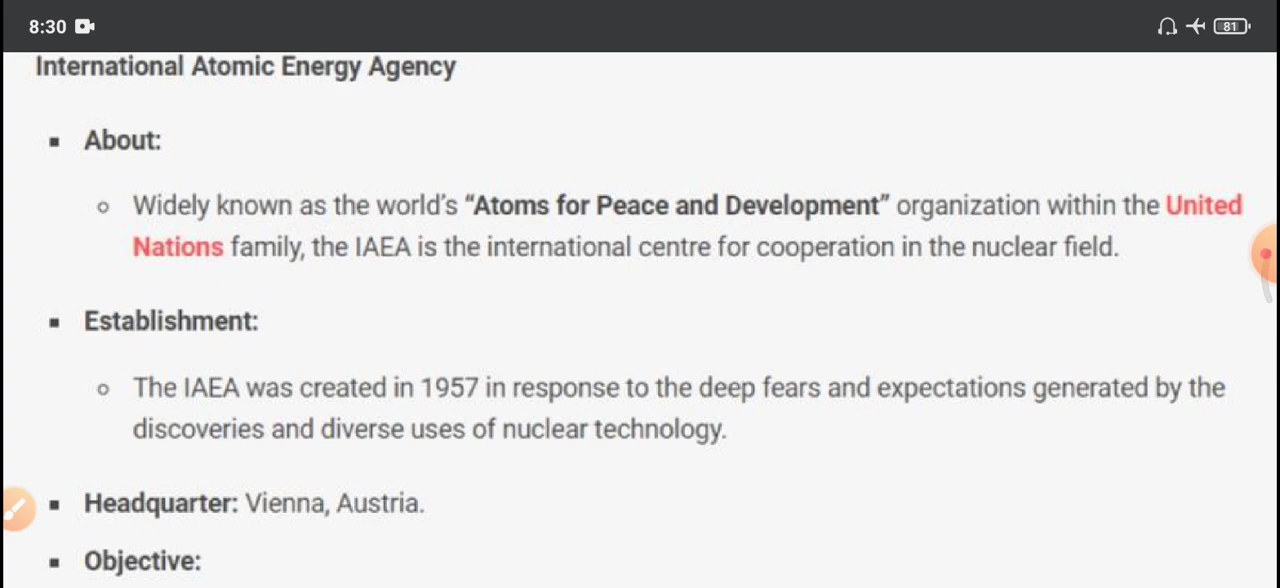 8:30
81
International Atomic Energy Agency
▪ About:
○ Widely known as the world's “Atoms for Peace and Development” organization within the United
Nations family, the IAEA is the international centre for cooperation in the nuclear field.
▪ Establishment:
○ The IAEA was created in 1957 in response to the deep fears and expectations generated by the
discoveries and diverse uses of nuclear technology.
▪ Headquarter: Vienna, Austria.
▪ Objective: